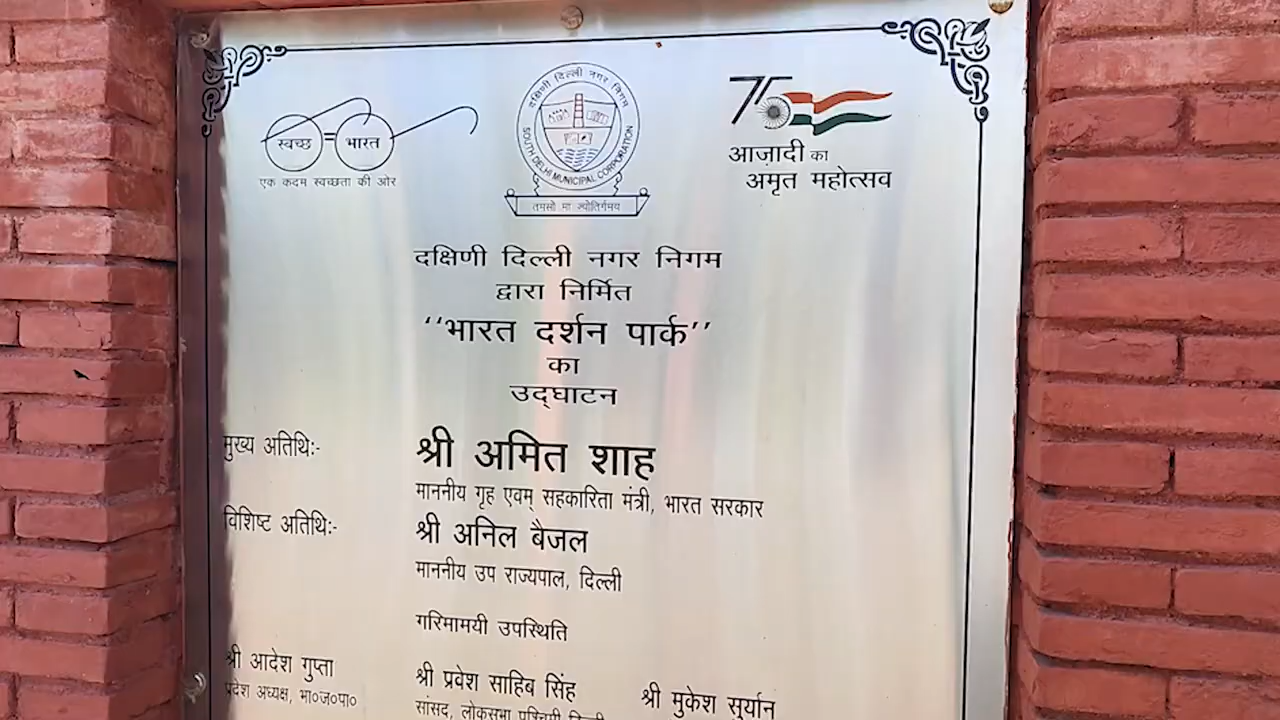 स्वच्छ भारत
एक कदम स्वच्छता की ओर
दक्षिणी दिल्ली नगर निगम
SOUTH DELHI MUNICIPAL CORPORATION
तमसो मा ज्योतिर्गमय
75
आज़ादी का
अमृत महोत्सव
दक्षिणी दिल्ली नगर निगम
द्वारा निर्मित
‘‘भारत दर्शन पार्क’’
का
उद्घाटन
मुख्य अतिथिः- श्री अमित शाह
माननीय गृह एवम् सहकारिता मंत्री, भारत सरकार
विशिष्ट अतिथिः- श्री अनिल बैजल
माननीय उप राज्यपाल, दिल्ली
गरिमामयी उपस्थिति
श्री आदेश गुप्ता श्री प्रवेश साहिब सिंह श्री मुकेश सूर्यान
प्रदेश अध्यक्ष, भा०ज०पा० सांसद, लोकसभा पश्चिमी दिल्ली